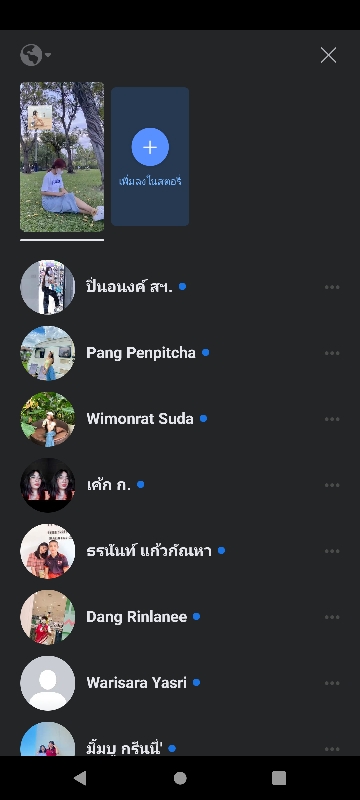 เพิ่มลงในสตอรี่
ปิ่นอนงค์ สฯ.
Pang Penpitcha
Wimonrat Suda
เค้ก ก.
ธรนันท์ แก้วกัณหา
Dang Rinlanee
Warisara Yasri
มิ้มบู กรีนนี่'